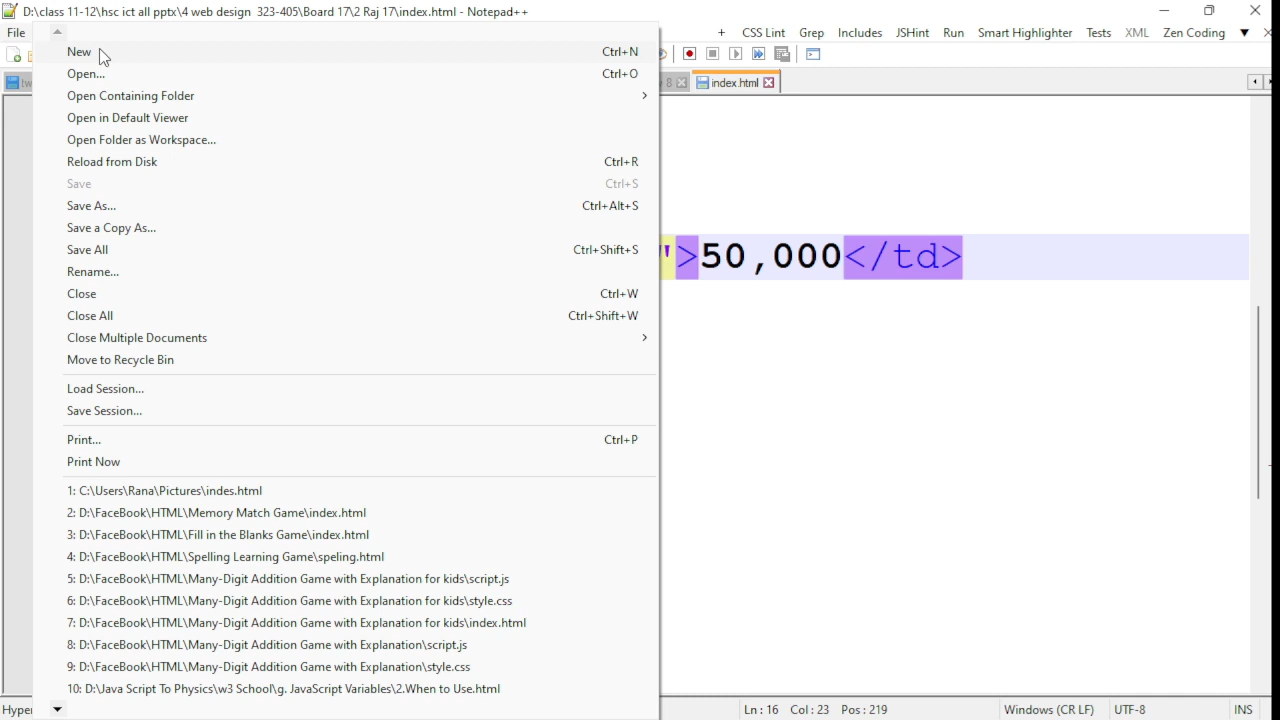 D:\class 11-12\hsc ict all pptx\4 web design 323-405\Board 17\2 Raj 17\index.html - Notepad++
File + CSS Lint Grep Includes JSHint Run Smart Highlighter Tests XML Zen Coding
8 index.html
New Ctrl+N
Open... Ctrl+O
Open Containing Folder
Open in Default Viewer
Open Folder as Workspace...
Reload from Disk Ctrl+R
Save Ctrl+S
Save As... Ctrl+Alt+S
Save a Copy As...
Save All Ctrl+Shift+S
Rename...
Close Ctrl+W
Close All Ctrl+Shift+W
Close Multiple Documents
Move to Recycle Bin
Load Session...
Save Session...
Print... Ctrl+P
Print Now
1: C:\Users\Rana\Pictures\indes.html
2: D:\FaceBook\HTML\Memory Match Game\index.html
3: D:\FaceBook\HTML\Fill in the Blanks Game\index.html
4: D:\FaceBook\HTML\Spelling Learning Game\speling.html
5: D:\FaceBook\HTML\Many-Digit Addition Game with Explanation for kids\script.js
6: D:\FaceBook\HTML\Many-Digit Addition Game with Explanation for kids\style.css
7: D:\FaceBook\HTML\Many-Digit Addition Game with Explanation for kids\index.html
8: D:\FaceBook\HTML\Many-Digit Addition Game with Explanation\script.js
9: D:\FaceBook\HTML\Many-Digit Addition Game with Explanation\style.css
10: D:\Java Script To Physics\w3 School\g. JavaScript Variables\2.When to Use.html
">50,000</td>
Ln: 16 Col: 23 Pos: 219 Windows (CR LF) UTF-8 INS